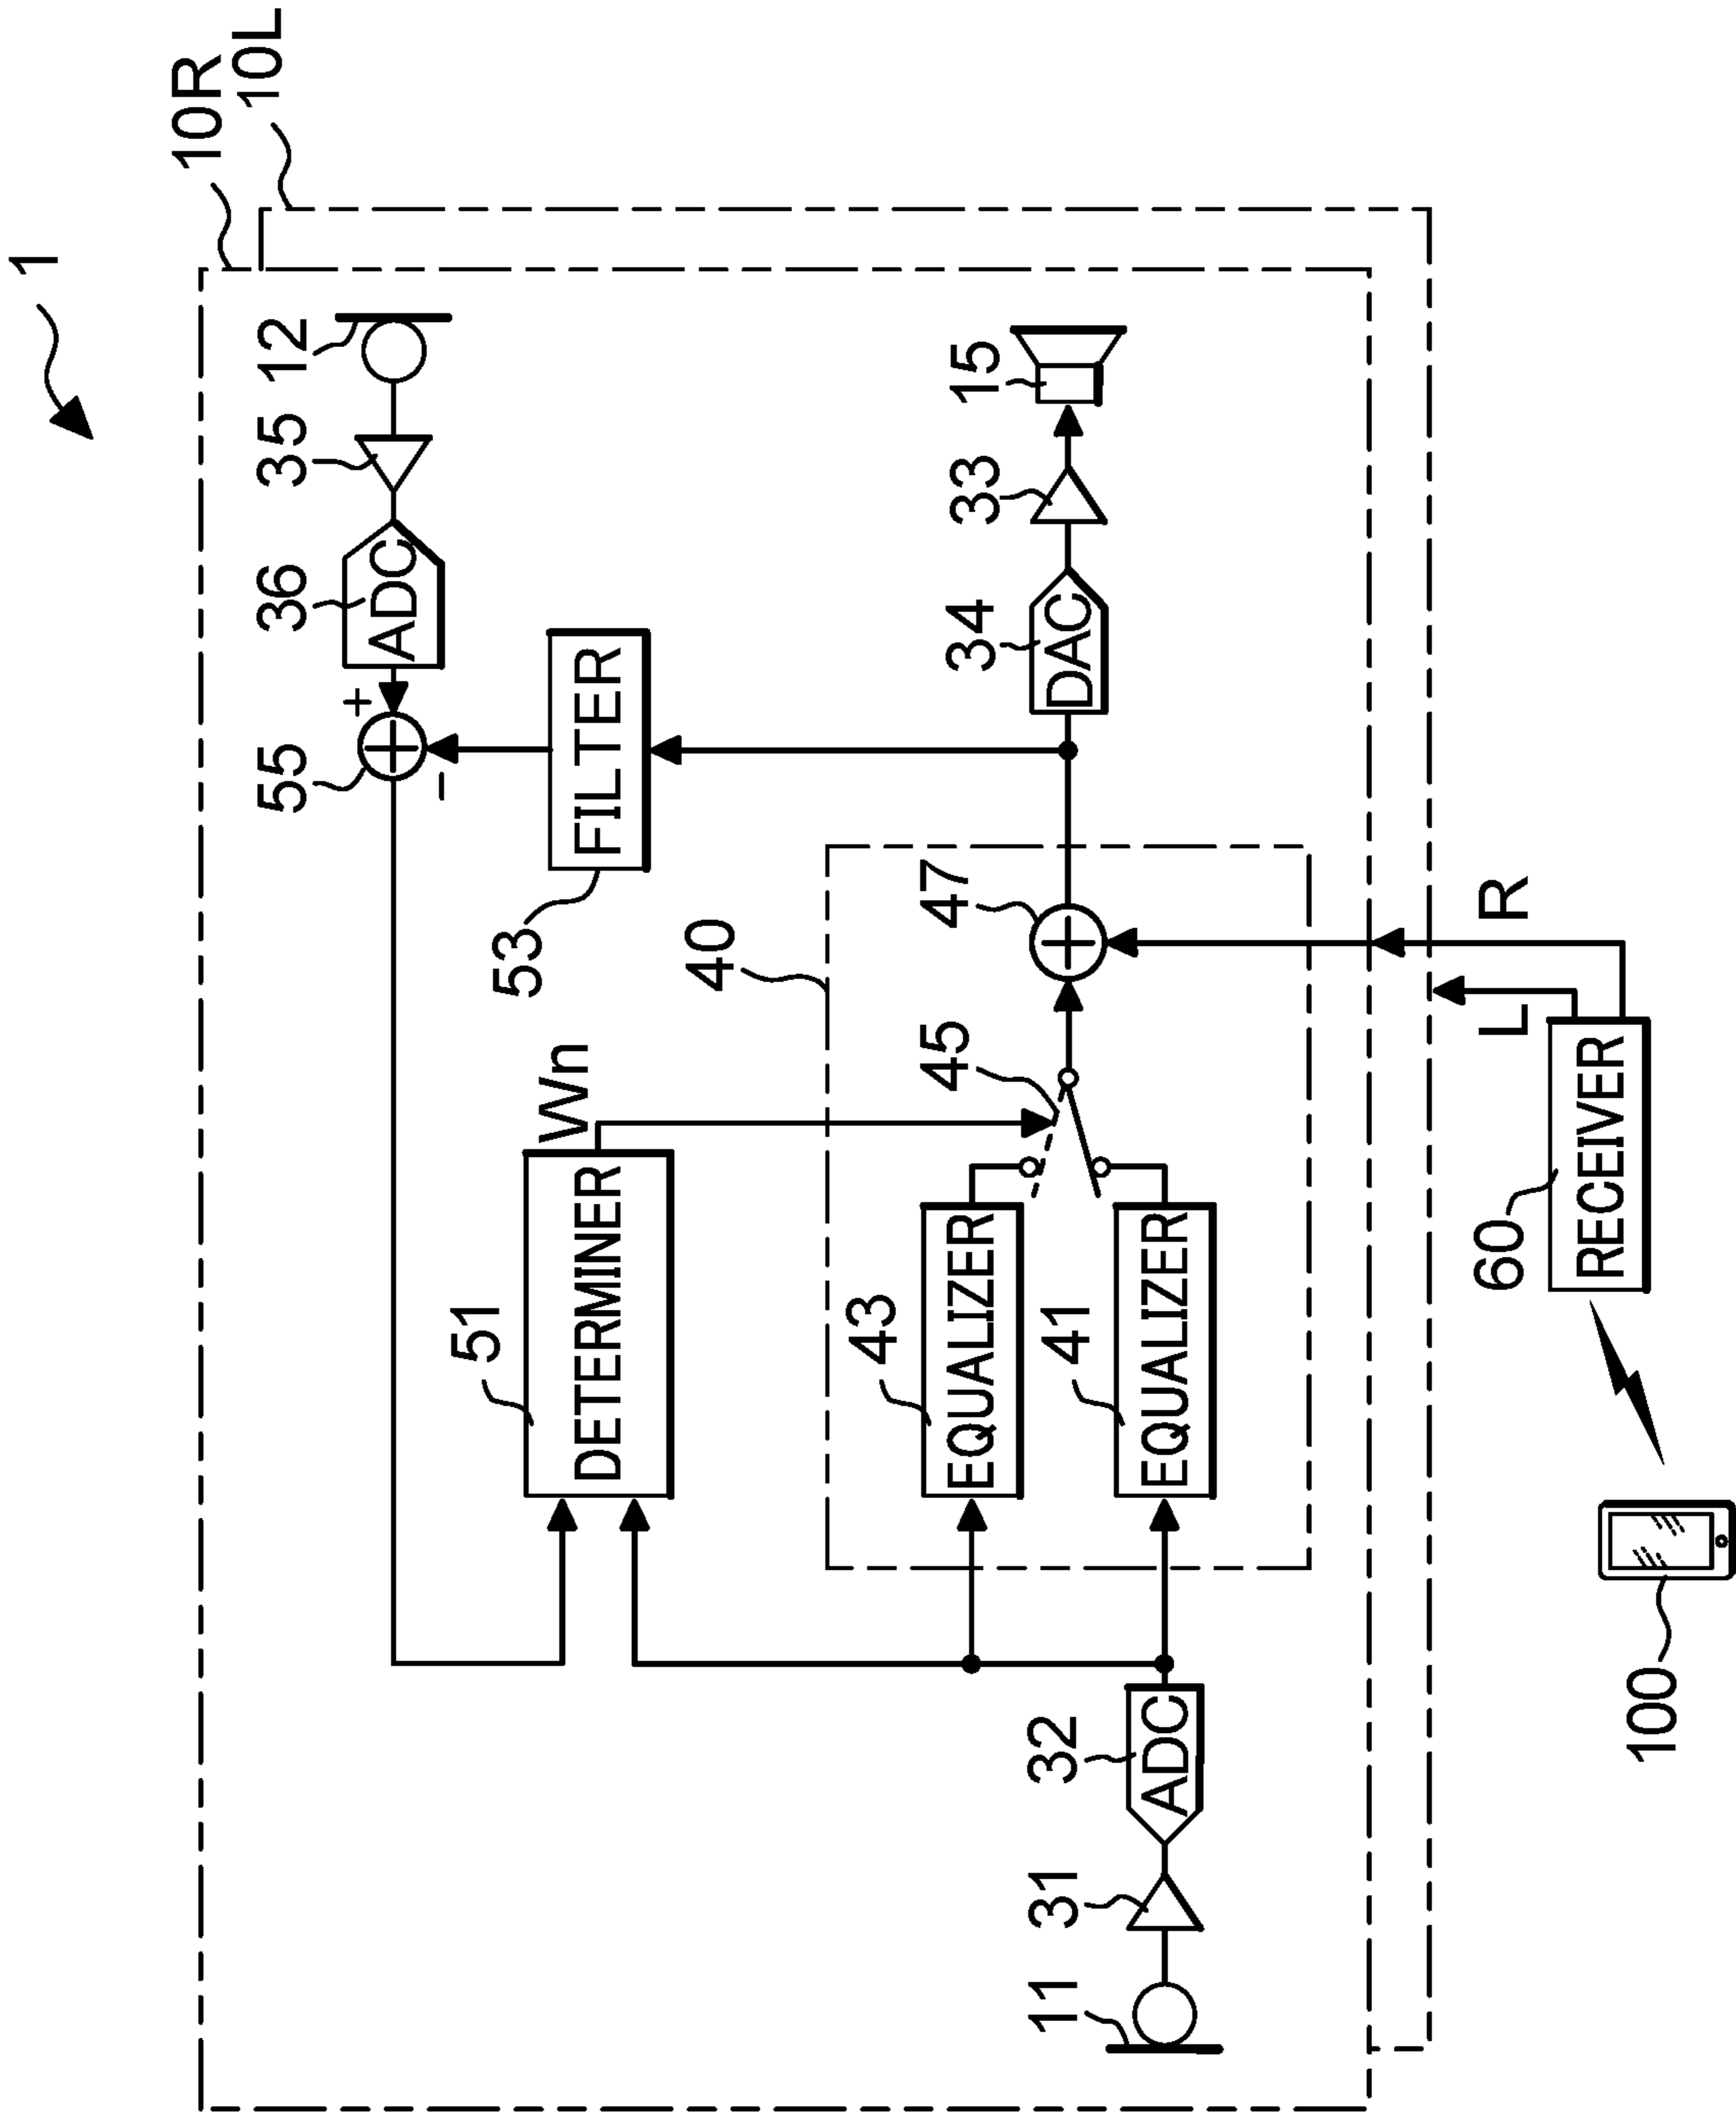 1
10R
10L
12
35
36
ADC
+
55
−
FILTER
53
15
33
34
DAC
40
47
Wn
45
51
DETERMINER
43
EQUALIZER
41
EQUALIZER
32
ADC
31
11
R
L
60
RECEIVER
100